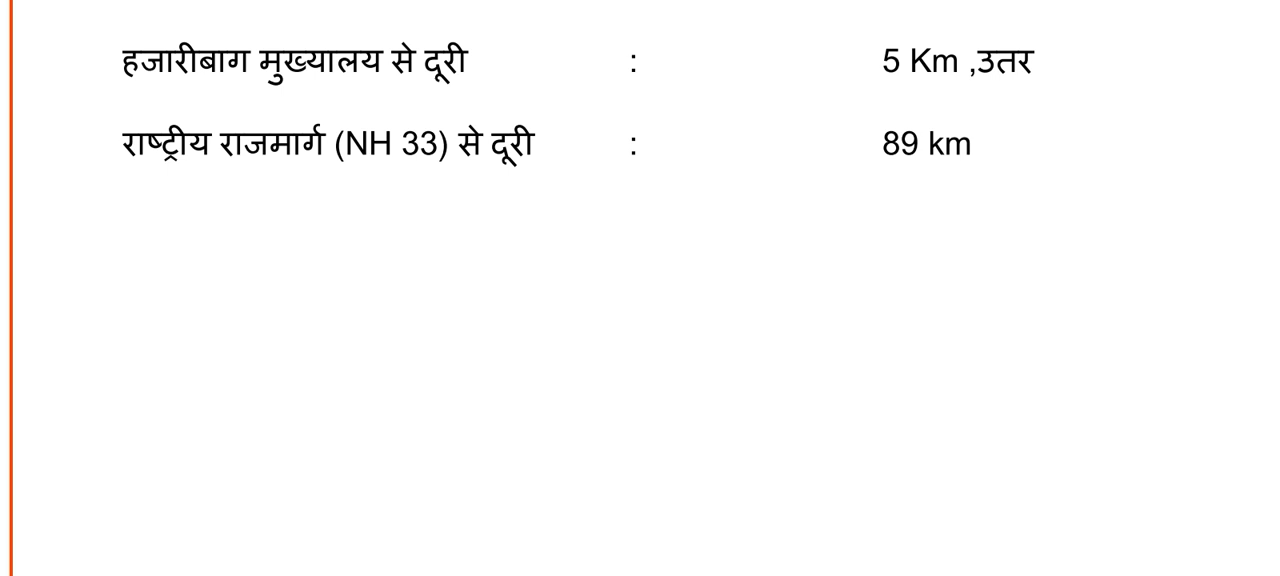 हजारीबाग मुख्यालय से दूरी : 5 Km ,उतर
राष्ट्रीय राजमार्ग (NH 33) से दूरी : 89 km